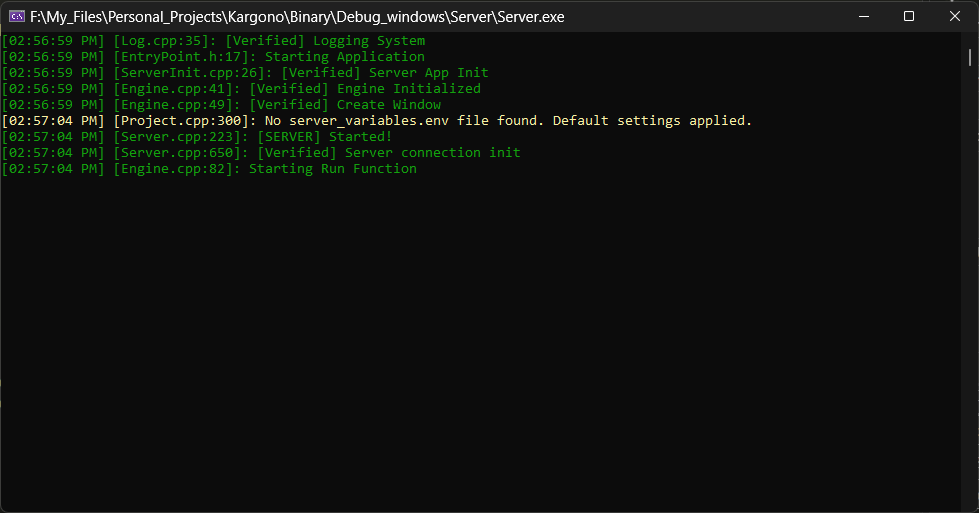 F:\My_Files\Personal_Projects\Kargono\Binary\Debug_windows\Server\Server.exe
[02:56:59 PM] [Log.cpp:35]: [Verified] Logging System
[02:56:59 PM] [EntryPoint.h:17]: Starting Application
[02:56:59 PM] [ServerInit.cpp:26]: [Verified] Server App Init
[02:56:59 PM] [Engine.cpp:41]: [Verified] Engine Initialized
[02:56:59 PM] [Engine.cpp:49]: [Verified] Create Window
[02:57:04 PM] [Project.cpp:300]: No server_variables.env file found. Default settings applied.
[02:57:04 PM] [Server.cpp:223]: [SERVER] Started!
[02:57:04 PM] [Server.cpp:650]: [Verified] Server connection init
[02:57:04 PM] [Engine.cpp:82]: Starting Run Function